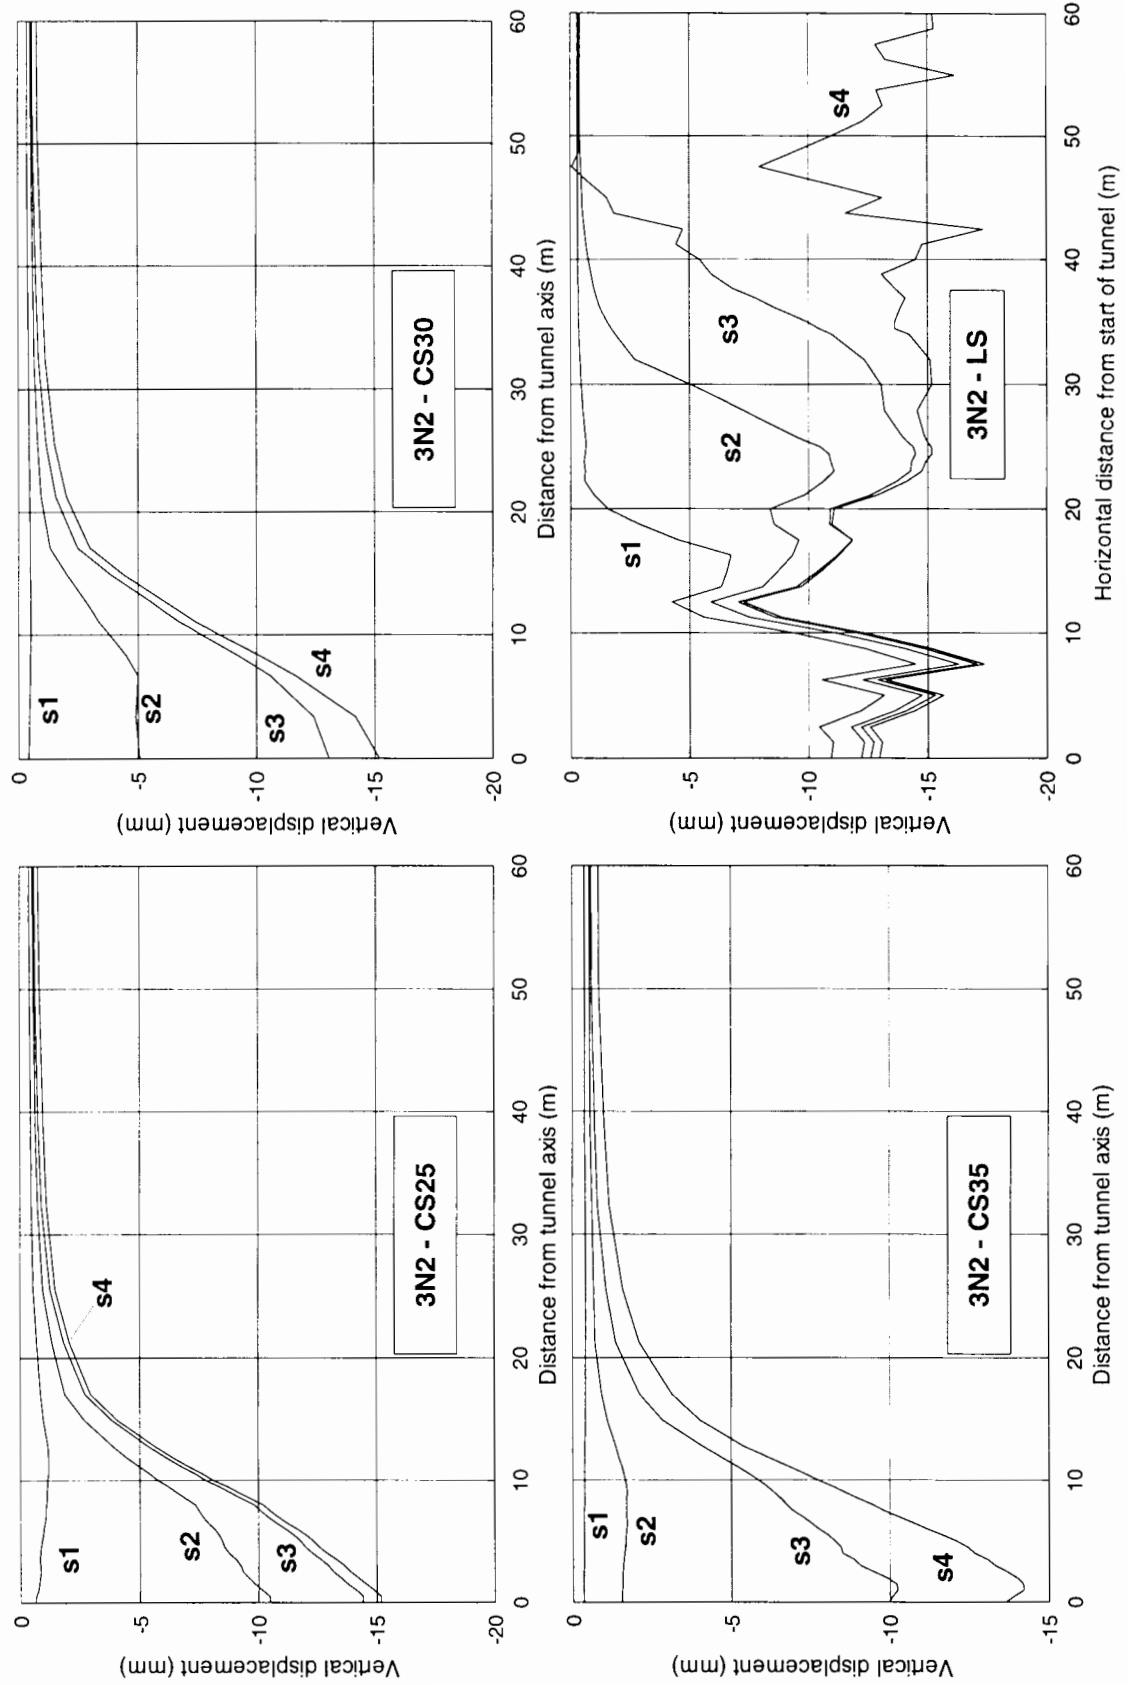 Vertical displacement (mm)
0
-5
-10
-15
-20
s1
s2
s3
s4
3N2 - CS25
0
10
20
30
40
50
60
Distance from tunnel axis (m)
Vertical displacement (mm)
0
-5
-10
-15
-20
s1
s2
s3
s4
3N2 - CS30
0
10
20
30
40
50
60
Distance from tunnel axis (m)
Vertical displacement (mm)
0
-5
-10
-15
s1
s2
s3
s4
3N2 - CS35
0
10
20
30
40
50
60
Distance from tunnel axis (m)
Vertical displacement (mm)
0
-5
-10
-15
-20
s1
s2
s3
s4
3N2 - LS
0
10
20
30
40
50
60
Horizontal distance from start of tunnel (m)